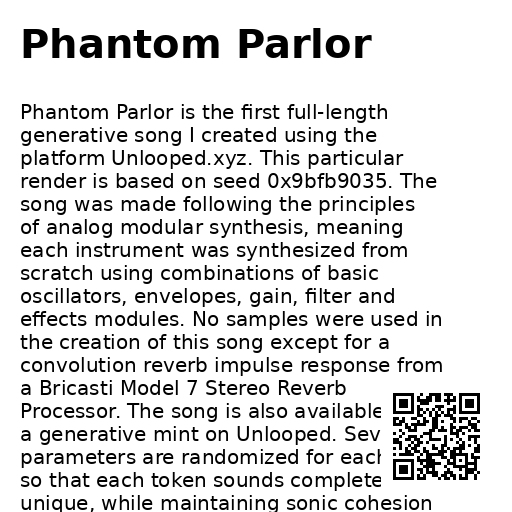 Phantom Parlor
Phantom Parlor is the first full-length
generative song I created using the
platform Unlooped.xyz. This particular
render is based on seed 0x9bfb9035. The
song was made following the principles
of analog modular synthesis, meaning
each instrument was synthesized from
scratch using combinations of basic
oscillators, envelopes, gain, filter and
effects modules. No samples were used in
the creation of this song except for a
convolution reverb impulse response from
a Bricasti Model 7 Stereo Reverb
Processor. The song is also available
a generative mint on Unlooped. Sev
parameters are randomized for each
so that each token sounds complete
unique, while maintaining sonic cohesion